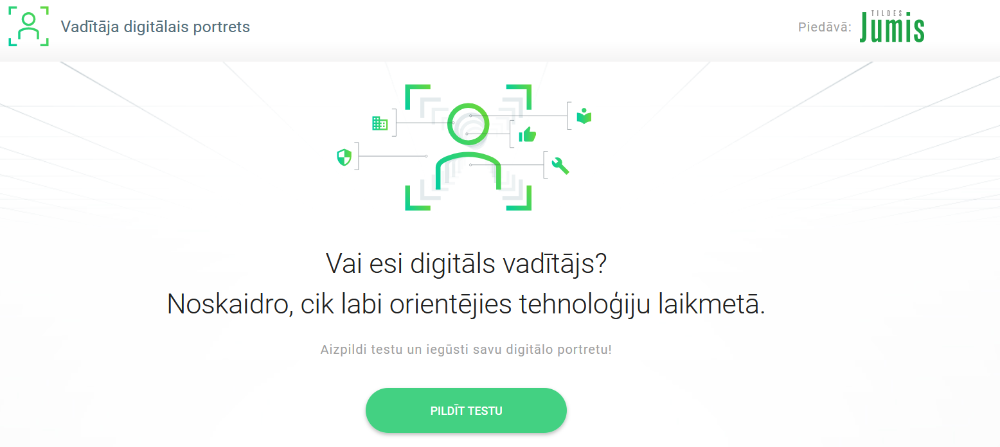 Vadītāja digitālais portrets
Piedāvā:
TILDES
Jumis
Vai esi digitāls vadītājs?
Noskaidro, cik labi orientējies tehnoloģiju laikmetā.
Aizpildi testu un iegūsti savu digitālo portretu!
PILDĪT TESTU